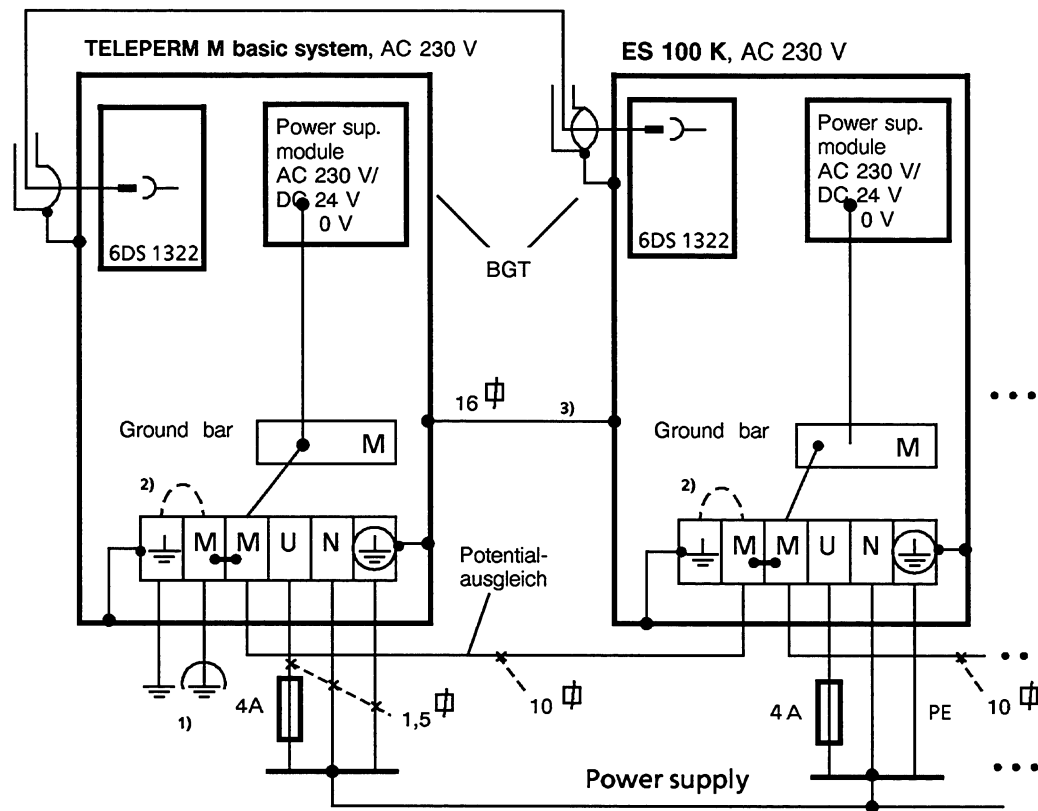 TELEPERM M basic system, AC 230 V
ES 100 K, AC 230 V
Power sup.
module
AC 230 V/
DC 24 V
0 V
6DS 1322
BGT
Power sup.
module
AC 230 V/
DC 24 V
0 V
6DS 1322
16
3)
Ground bar
M
Ground bar
M
2)
M
M
U
N
2)
M
M
U
N
Potential-
ausgleich
1)
4A
1,5
10
4 A
PE
10
Power supply